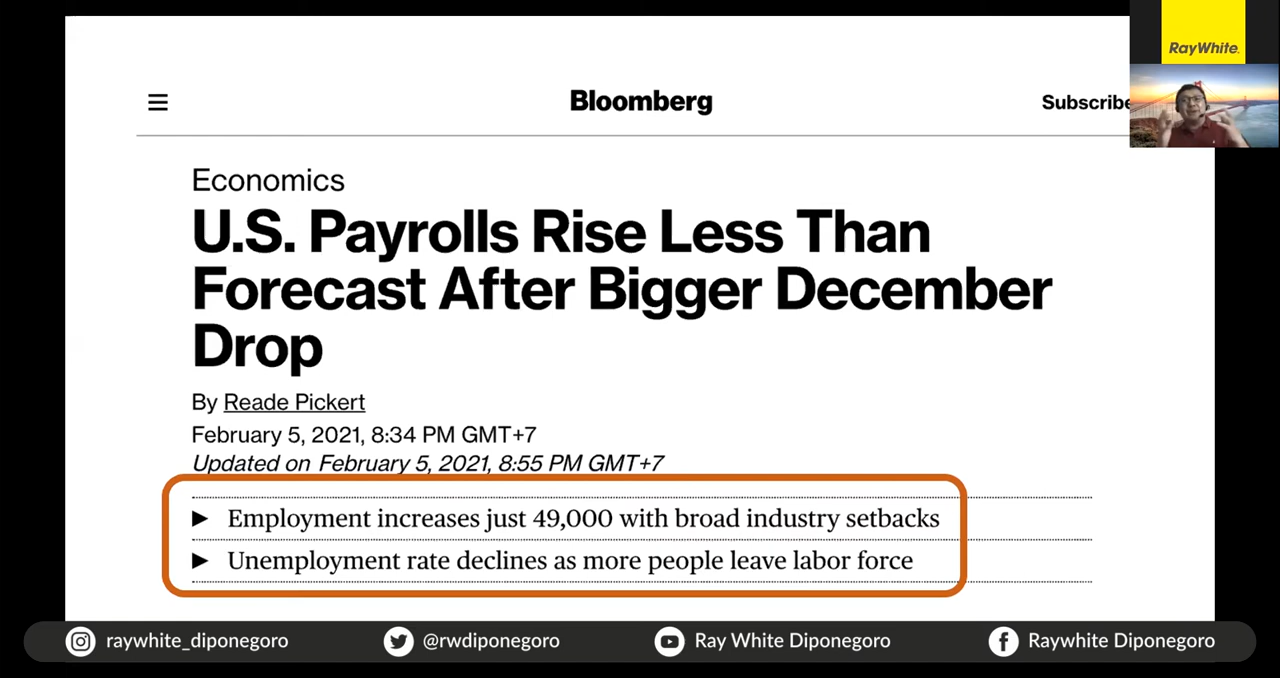 RayWhite.
Bloomberg
Subscribe
Economics
U.S. Payrolls Rise Less Than
Forecast After Bigger December
Drop
By Reade Pickert
February 5, 2021, 8:34 PM GMT+7
Updated on February 5, 2021, 8:55 PM GMT+7
► Employment increases just 49,000 with broad industry setbacks
► Unemployment rate declines as more people leave labor force
raywhite_diponegoro
@rwdiponegoro
Ray White Diponegoro
Raywhite Diponegoro